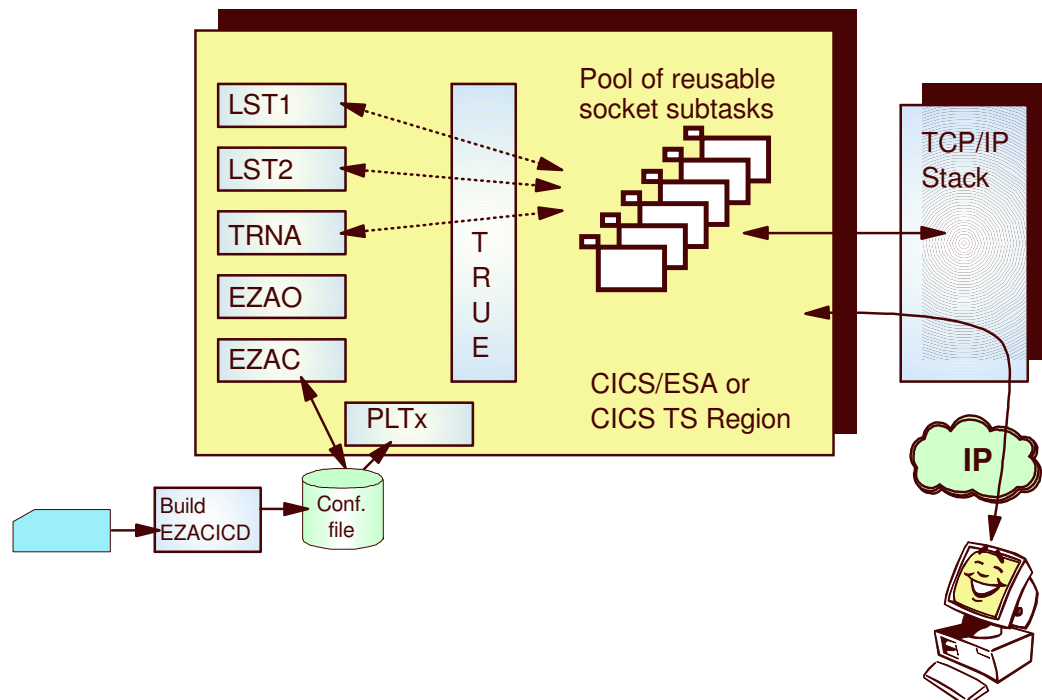 LST1
LST2
TRNA
EZAO
EZAC
PLTx
T
R
U
E
Pool of reusable
socket subtasks
CICS/ESA or
CICS TS Region
TCP/IP
Stack
IP
Build
EZACICD
Conf.
file